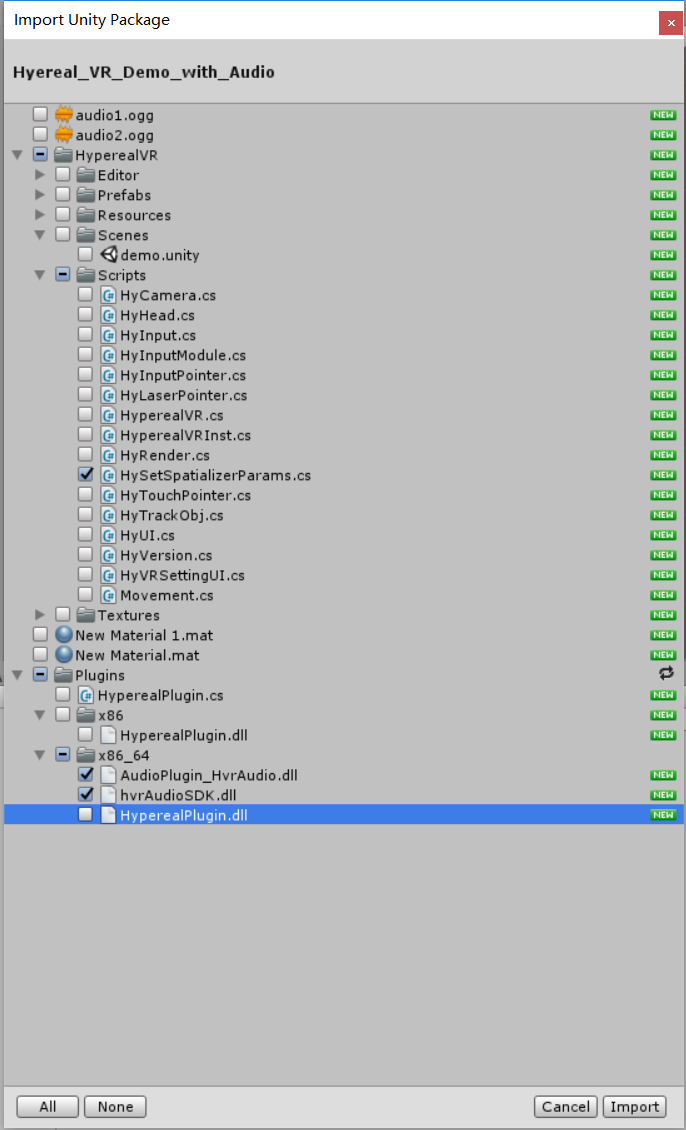 Import Unity Package
Hyereal_VR_Demo_with_Audio
audio1.ogg NEW
audio2.ogg NEW
HyperealVR NEW
Editor NEW
Prefabs NEW
Resources NEW
Scenes NEW
demo.unity NEW
Scripts NEW
HyCamera.cs NEW
HyHead.cs NEW
HyInput.cs NEW
HyInputModule.cs NEW
HyInputPointer.cs NEW
HyLaserPointer.cs NEW
HyperealVR.cs NEW
HyperealVRInst.cs NEW
HyRender.cs NEW
HySetSpatializerParams.cs NEW
HyTouchPointer.cs NEW
HyTrackObj.cs NEW
HyUI.cs NEW
HyVersion.cs NEW
HyVRSettingUI.cs NEW
Movement.cs NEW
Textures NEW
New Material 1.mat NEW
New Material.mat NEW
Plugins
HyperealPlugin.cs NEW
x86 NEW
HyperealPlugin.dll NEW
x86_64 NEW
AudioPlugin_HvrAudio.dll NEW
hvrAudioSDK.dll NEW
HyperealPlugin.dll NEW
All None Cancel Import